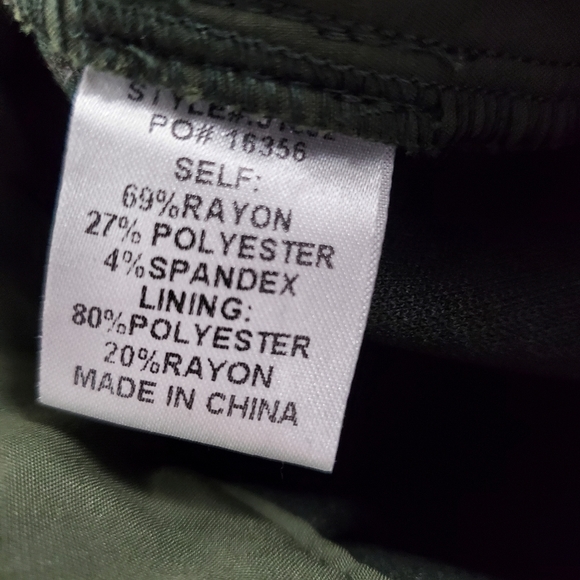 STYLE#:
PO# 16356
SELF:
69%RAYON
27% POLYESTER
4%SPANDEX
LINING:
80%POLYESTER
20%RAYON
MADE IN CHINA